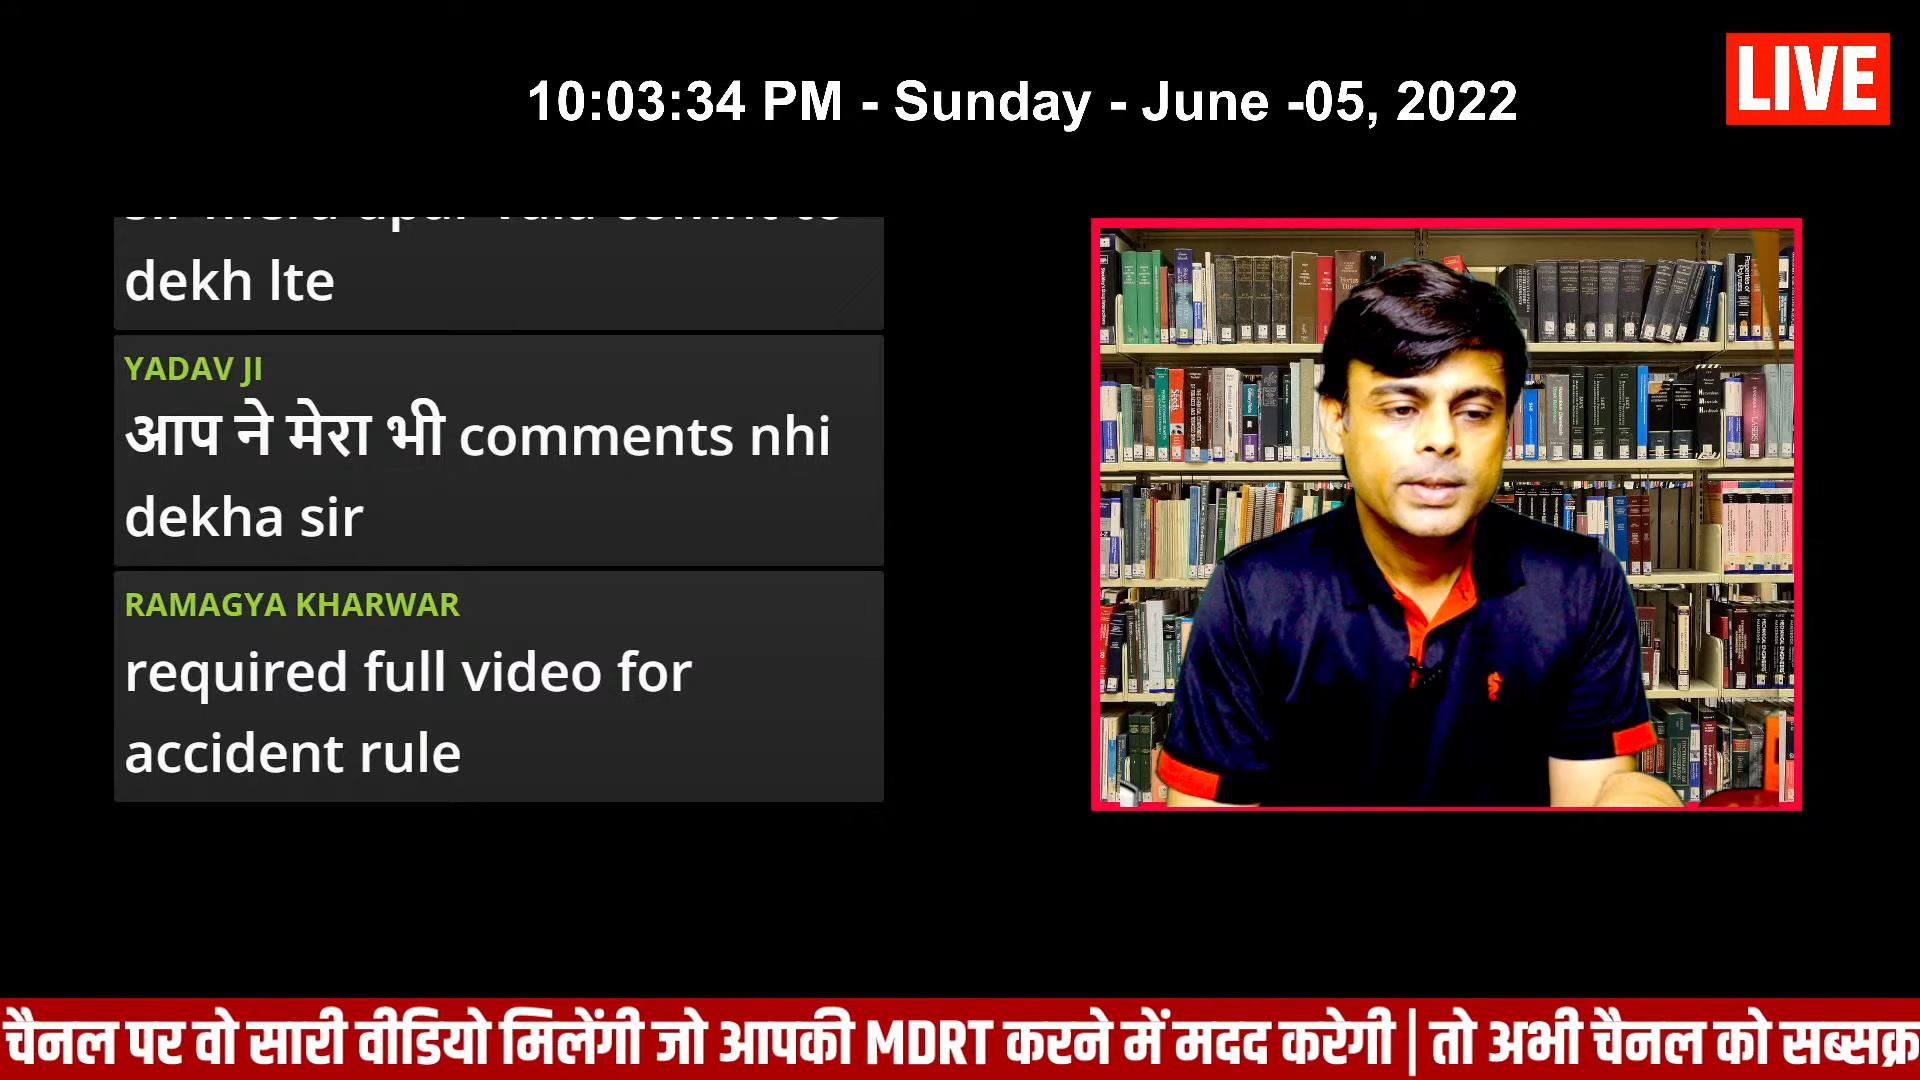 10:03:34 PM - Sunday - June -05, 2022
LIVE
dekh lte
YADAV JI
आप ने मेरा भी comments nhi
dekha sir
RAMAGYA KHARWAR
required full video for
accident rule
चैनल पर वो सारी वीडियो मिलेंगी जो आपकी MDRT करने में मदद करेगी | तो अभी चैनल को सब्सक्र